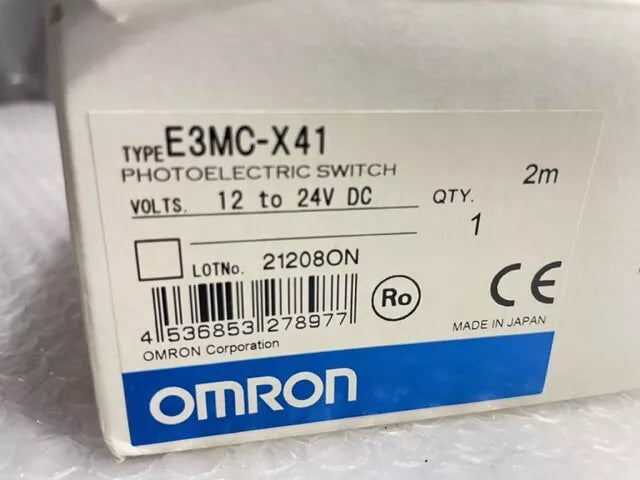 TYPE E3MC-X41
PHOTOELECTRIC SWITCH
2m
VOLTS. 12 to 24V DC
QTY.
1
LOTNo. 21208ON
Ro
CE
4 536853 278977
MADE IN JAPAN
OMRON Corporation
OMRON